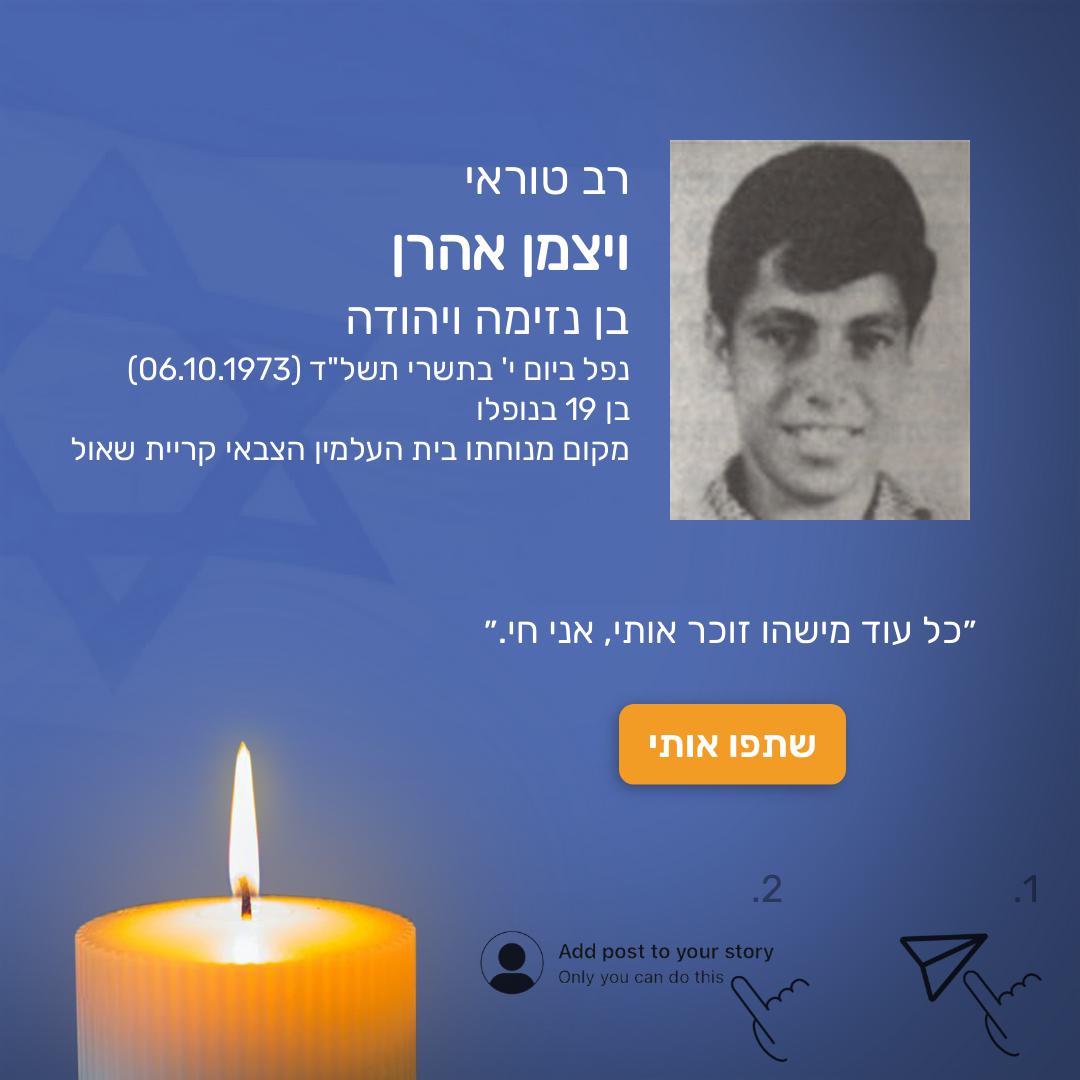 רב טוראי
ויצמן אהרן
בן נזימה ויהודה
נפל ביום י' בתשרי תשל"ד (06.10.1973)
בן 19 בנופלו
מקום מנוחתו בית העלמין הצבאי קריית שאול
״כל עוד מישהו זוכר אותי, אני חי.״
שתפו אותי
.1
.2
Add post to your story
Only you can do this